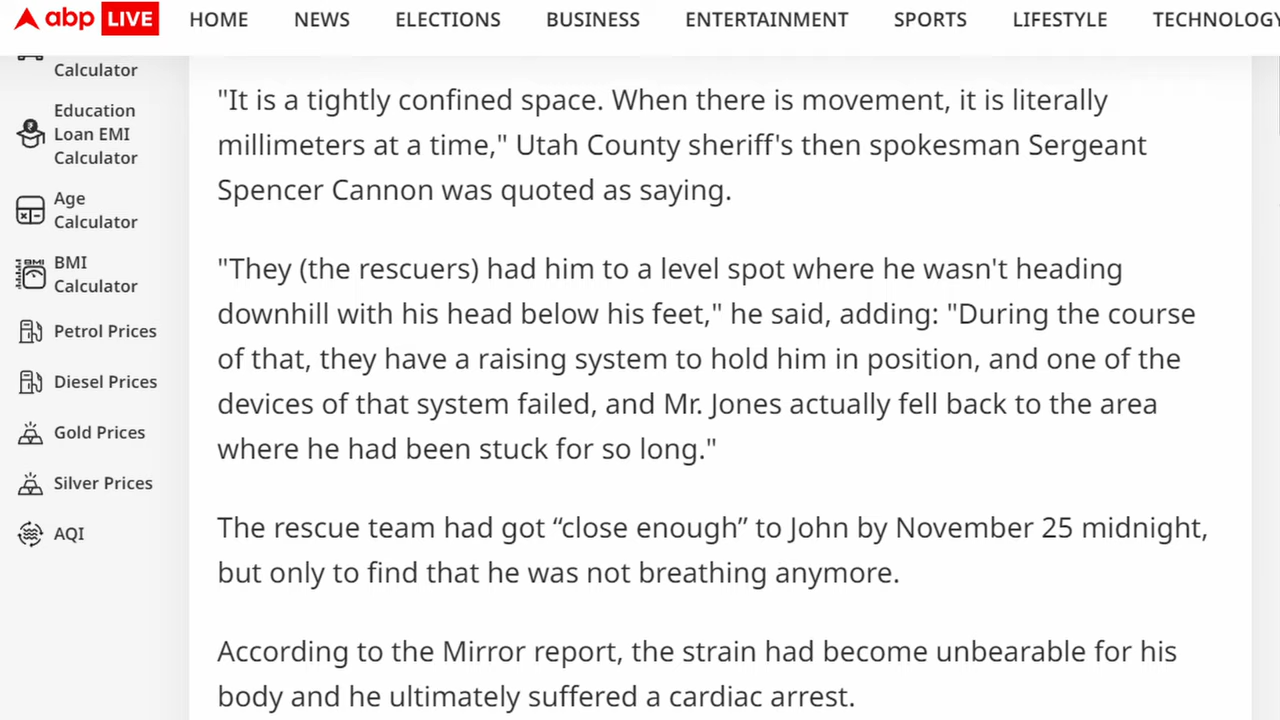 abp LIVE HOME NEWS ELECTIONS BUSINESS ENTERTAINMENT SPORTS LIFESTYLE TECHNOLOGY
Calculator
Education
Loan EMI
Calculator
Age
Calculator
BMI
BMI
Calculator
Petrol Prices
Diesel Prices
Gold Prices
Silver Prices
AQI
"It is a tightly confined space. When there is movement, it is literally
millimeters at a time," Utah County sheriff's then spokesman Sergeant
Spencer Cannon was quoted as saying.
"They (the rescuers) had him to a level spot where he wasn't heading
downhill with his head below his feet," he said, adding: "During the course
of that, they have a raising system to hold him in position, and one of the
devices of that system failed, and Mr. Jones actually fell back to the area
where he had been stuck for so long."
The rescue team had got “close enough” to John by November 25 midnight,
but only to find that he was not breathing anymore.
According to the Mirror report, the strain had become unbearable for his
body and he ultimately suffered a cardiac arrest.